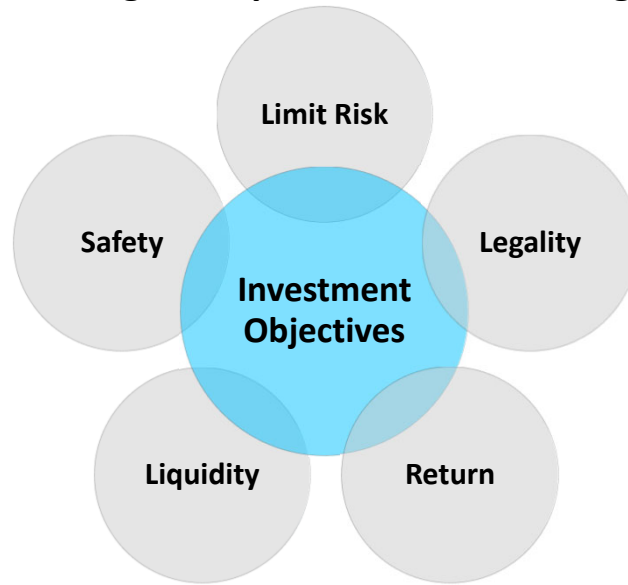 Limit Risk
Safety
Legality
Investment
Objectives
Liquidity
Return